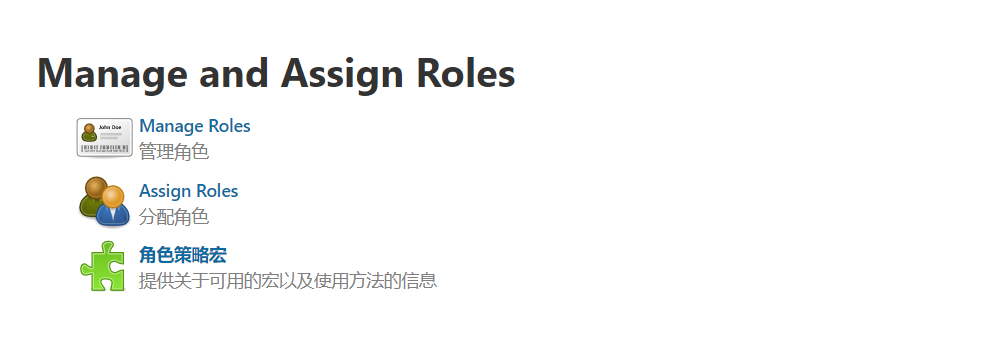 Manage and Assign Roles
John Doe
Manage Roles
管理角色
Assign Roles
分配角色
角色策略宏
提供关于可用的宏以及使用方法的信息